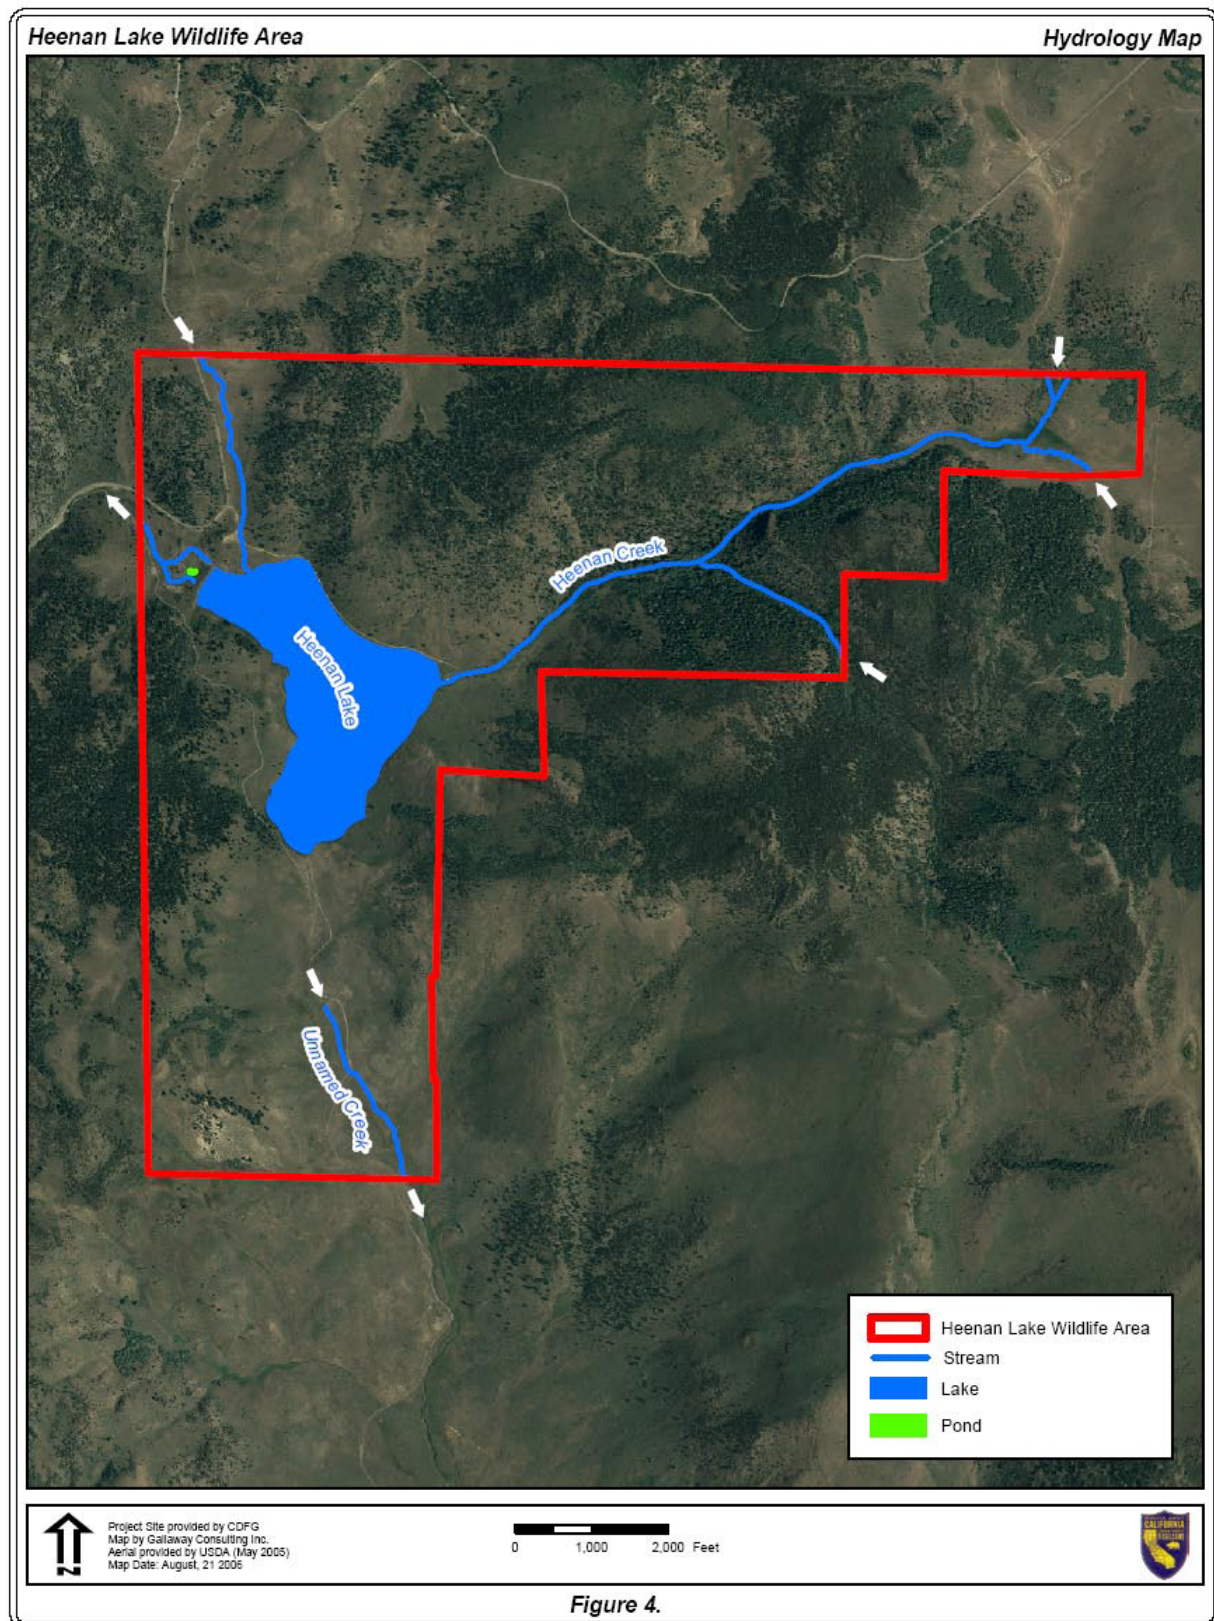 Heenan Lake Wildlife Area
Hydrology Map
Heenan Creek
Heenan Lake
Unnamed Creek
Heenan Lake Wildlife Area
Stream
Lake
Pond
N
Project Site provided by CDFG
Map by Gallaway Consulting Inc.
Aerial provided by USDA (May 2005)
Map Date: August, 21 2006
0 1,000 2,000 Feet
CALIFORNIA
Figure 4.